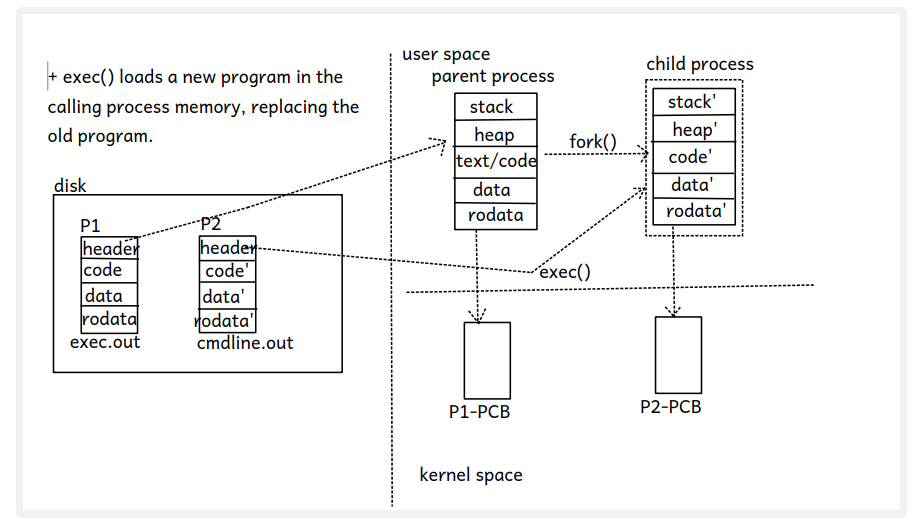 + exec() loads a new program in the
calling process memory, replacing the
old program.
disk
P1
header
code
data
rodata
exec.out
P2
header
code'
data'
rodata'
cmdline.out
user space
parent process
stack
heap
text/code
data
rodata
fork()
child process
stack'
heap'
code'
data'
rodata'
exec()
P1-PCB
P2-PCB
kernel space